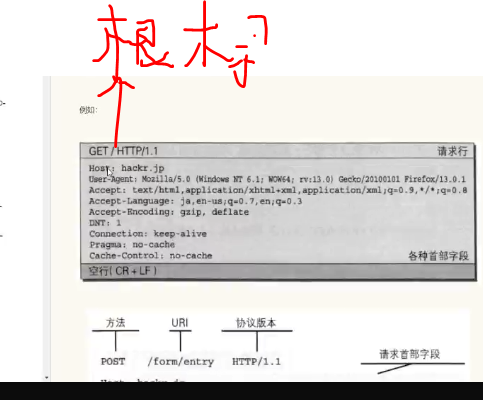 根本
例如：
GET / HTTP/1.1 请求行
Host: hackr.jp
User-Agent: Mozilla/5.0 (Windows NT 6.1; WOW64; rv:13.0) Gecko/20100101 Firefox/13.0.1
Accept: text/html,application/xhtml+xml,application/xml;q=0.9,*/*;q=0.8
Accept-Language: ja,en-us;q=0.7,en;q=0.3
Accept-Encoding: gzip, deflate
DNT: 1
Connection: keep-alive
Pragma: no-cache
Cache-Control: no-cache 各种首部字段
空行( CR + LF )
方法 URI 协议版本
POST /form/entry HTTP/1.1 请求首部字段